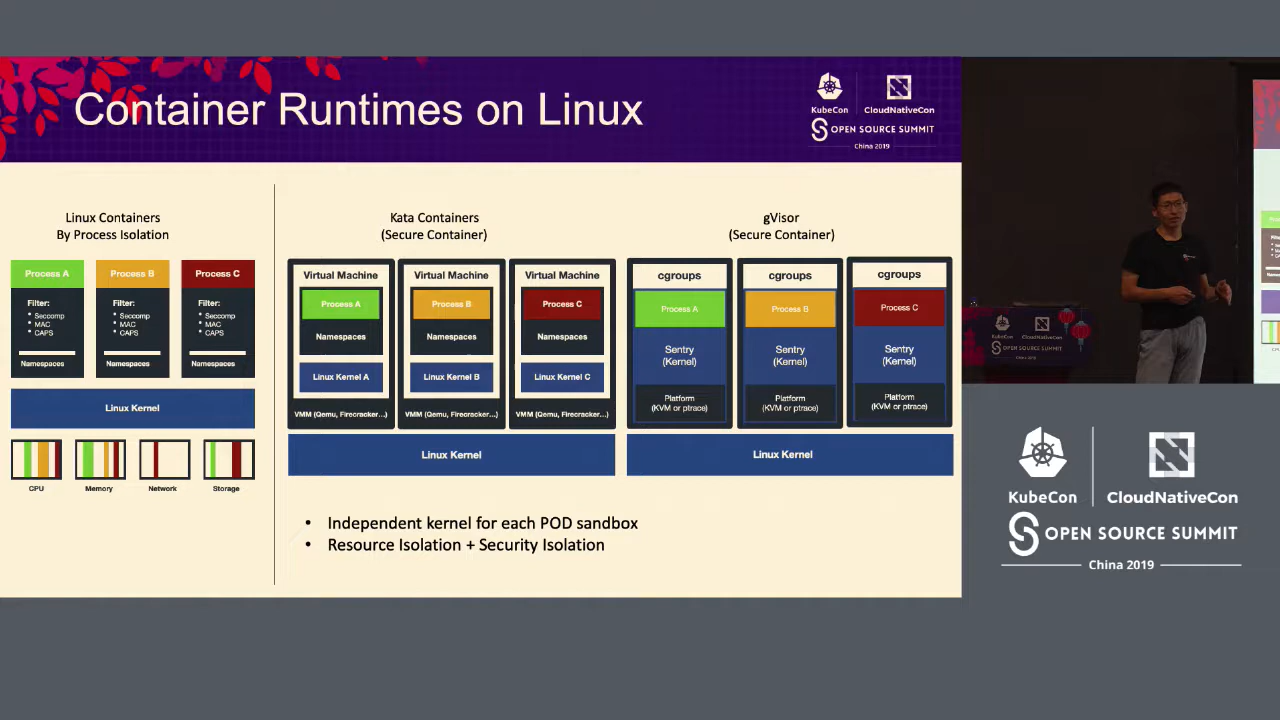 Container Runtimes on Linux
KubeCon
CloudNativeCon
OPEN SOURCE SUMMIT
China 2019
Linux Containers
By Process Isolation
Process A
Filter:
• Seccomp
• MAC
• CAPS
Namespaces
Process B
Filter:
• Seccomp
• MAC
• CAPS
Namespaces
Process C
Filter:
• Seccomp
• MAC
• CAPS
Namespaces
Linux Kernel
CPU
Memory
Network
Storage
Kata Containers
(Secure Container)
Virtual Machine
Process A
Namespaces
Linux Kernel A
VMM (Qemu, Firecracker...)
Virtual Machine
Process B
Namespaces
Linux Kernel B
VMM (Qemu, Firecracker...)
Virtual Machine
Process C
Namespaces
Linux Kernel C
VMM (Qemu, Firecracker...)
Linux Kernel
gVisor
(Secure Container)
cgroups
Process A
Sentry
(Kernel)
Platform
(KVM or ptrace)
cgroups
Process B
Sentry
(Kernel)
Platform
(KVM or ptrace)
cgroups
Process C
Sentry
(Kernel)
Platform
(KVM or ptrace)
Linux Kernel
• Independent kernel for each POD sandbox
• Resource Isolation + Security Isolation
KubeCon
CloudNativeCon
OPEN SOURCE SUMMIT
KubeCon
CloudNativeCon
OPEN SOURCE SUMMIT
China 2019